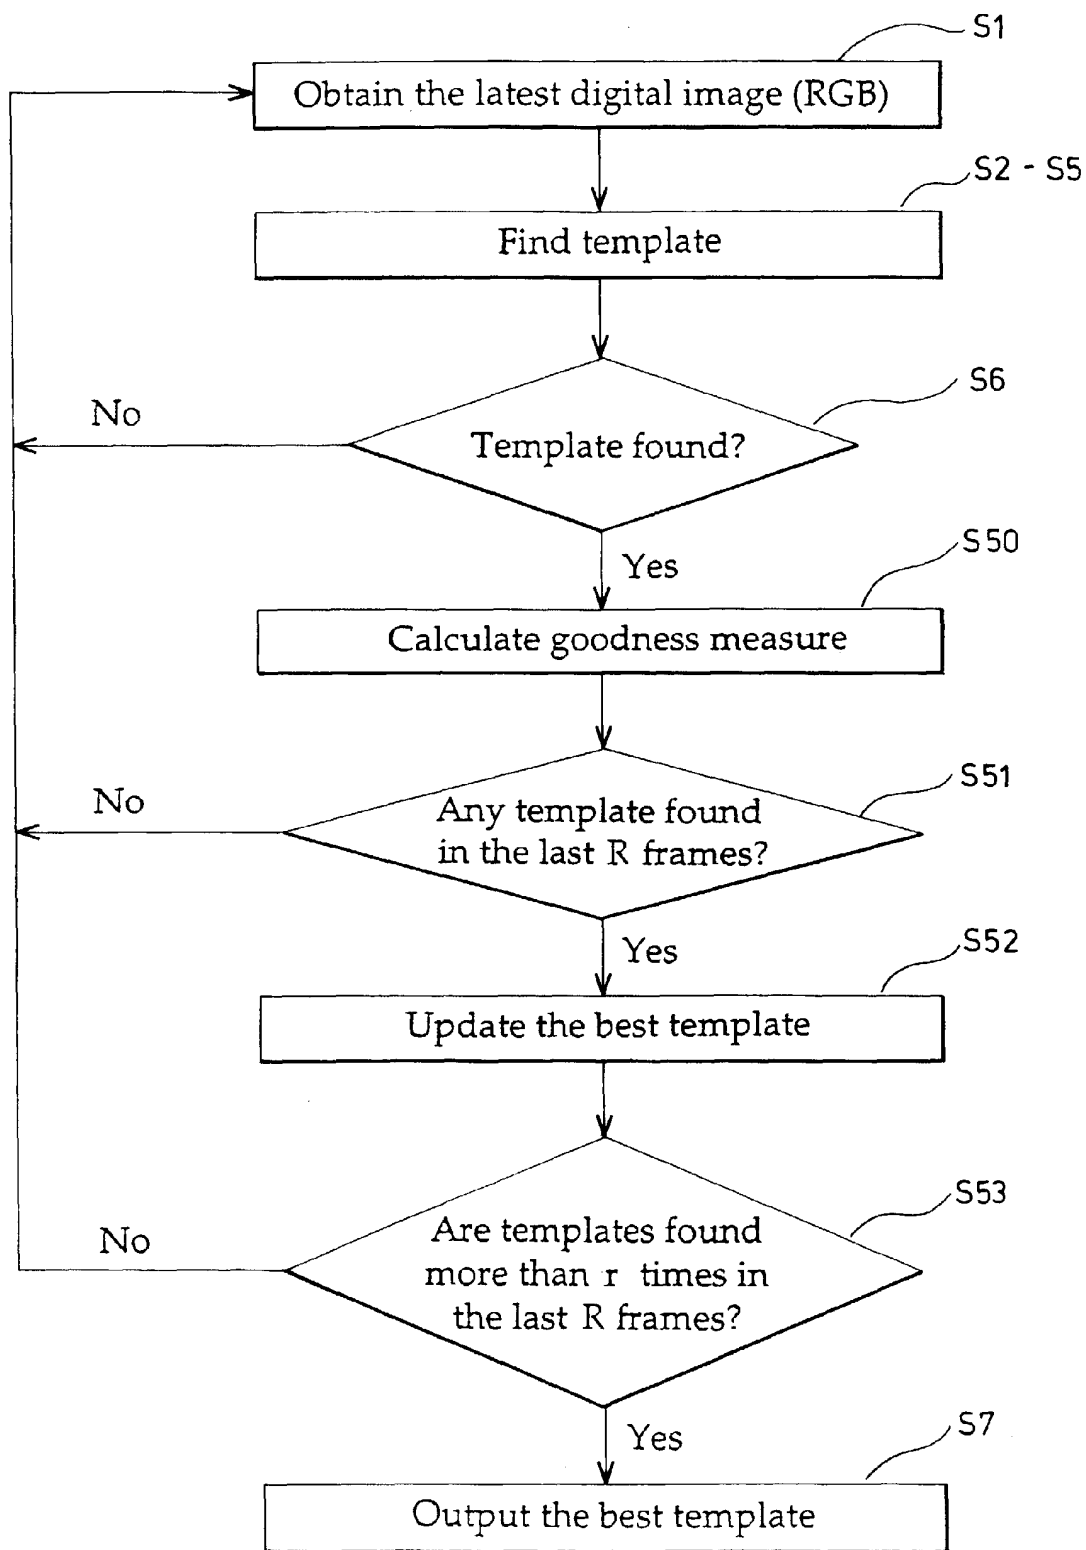 S1
Obtain the latest digital image (RGB)
S2 - S5
Find template
S6
No
Template found?
S50
Yes
Calculate goodness measure
S51
No
Any template found
in the last R frames?
S52
Yes
Update the best template
S53
No
Are templates found
more than r times in
the last R frames?
S7
Yes
Output the best template